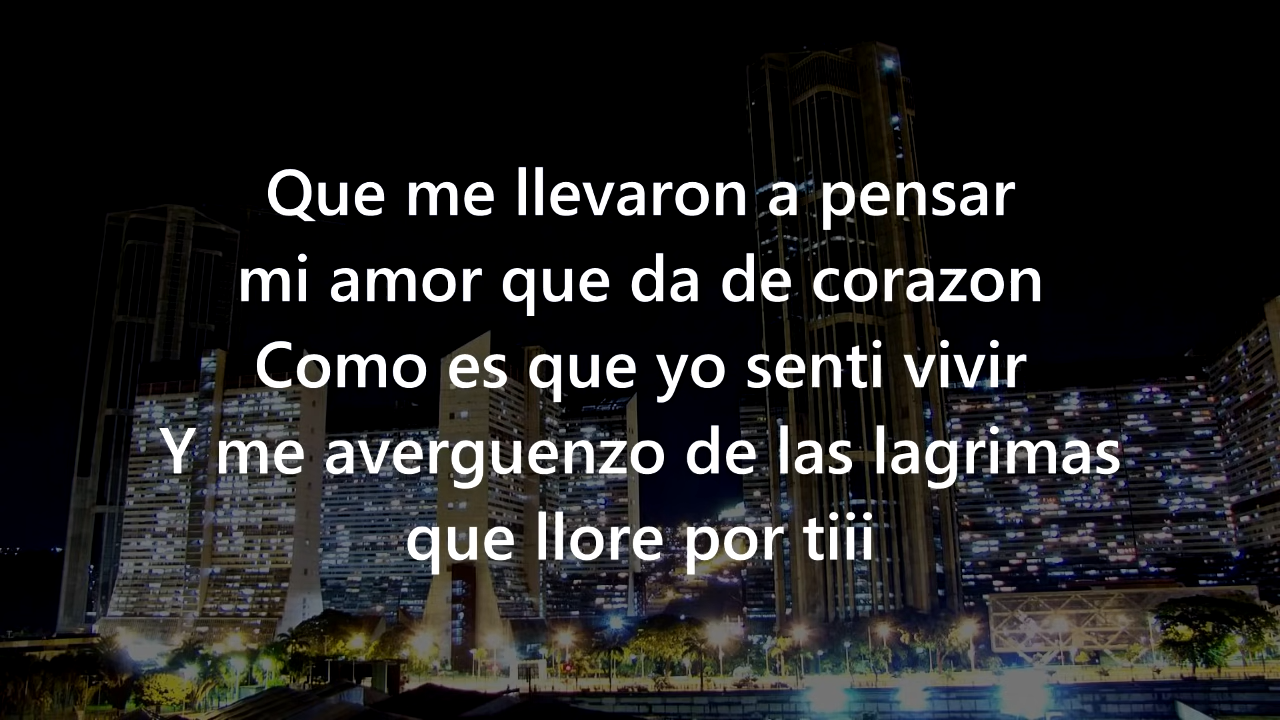 Que me llevaron a pensar
mi amor que da de corazon
Como es que yo senti vivir
Y me averguenzo de las lagrimas
que llore por tiii